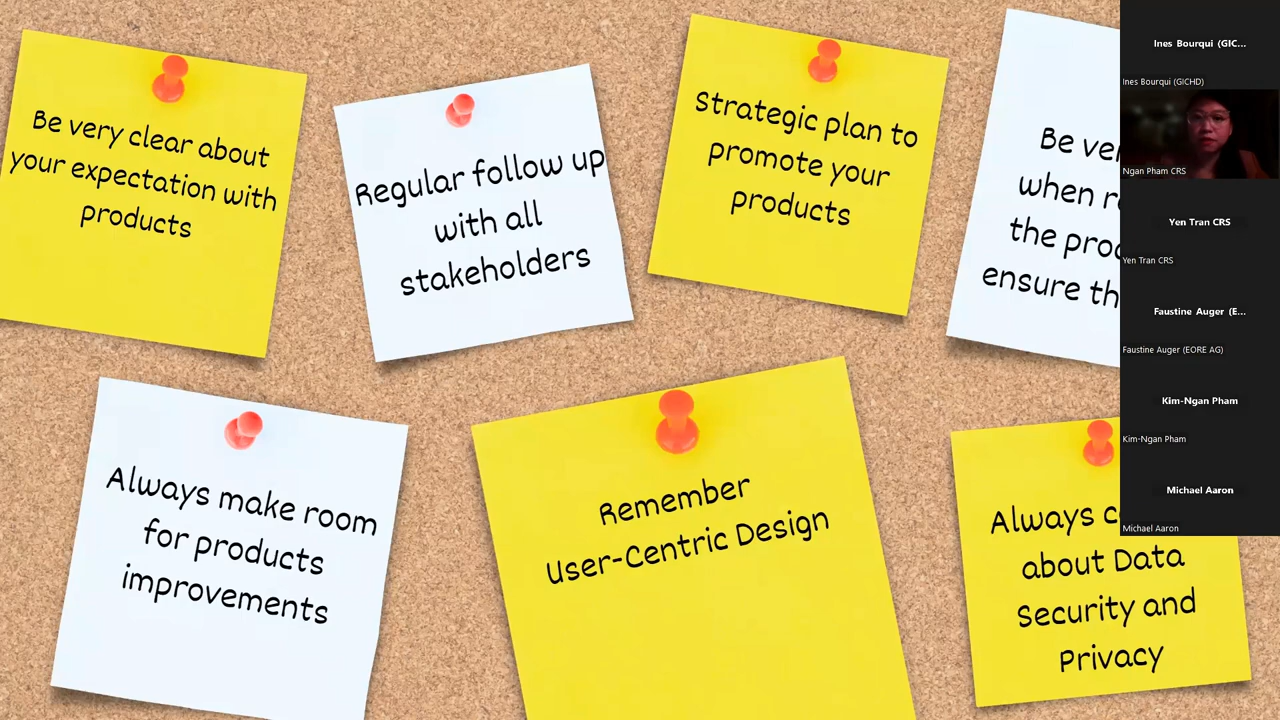 Be very clear about
your expectation with
products
Regular follow up
with all
stakeholders
Strategic plan to
promote your
products
Be
when
the
ensure
Always make room
for products
improvements
Remember
User-Centric Design
Always
about Data
Security and
Privacy
Ines Bourqui (GIC...
Ines Bourqui (GICHD)
Ngan Pham CRS
Yen Tran CRS
Yen Tran CRS
Faustine Auger (E...
Faustine Auger (EORE AG)
Kim-Ngan Pham
Kim-Ngan Pham
Michael Aaron
Michael Aaron